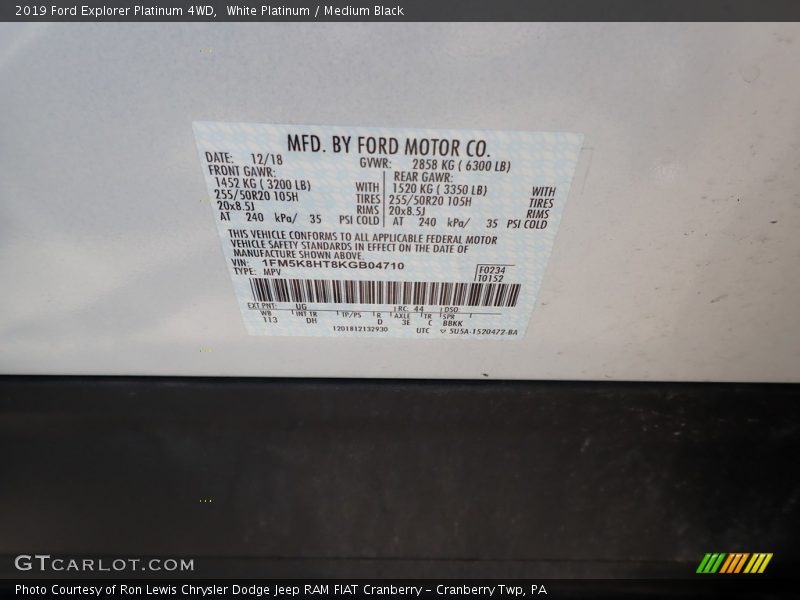 2019 Ford Explorer Platinum 4WD,  White Platinum / Medium Black
MFD. BY FORD MOTOR CO.
DATE: 12/18 GVWR: 2858 KG ( 6300 LB)
FRONT GAWR: REAR GAWR:
1452 KG ( 3200 LB) WITH 1520 KG ( 3350 LB) WITH
255/50R20 105H TIRES 255/50R20 105H TIRES
20x8.5J RIMS 20x8.5J RIMS
AT 240 kPa/ 35 PSI COLD AT 240 kPa/ 35 PSI COLD
THIS VEHICLE CONFORMS TO ALL APPLICABLE FEDERAL MOTOR
VEHICLE SAFETY STANDARDS IN EFFECT ON THE DATE OF
MANUFACTURE SHOWN ABOVE.
VIN: 1FM5K8HT8KGB04710 F0234
TYPE: MPV T0152
EXT PNT: UG RC: 44 DSO:
WB INT TR TP/PS R AXLE TR SPR
113 DH D 3E C BBKK
1201812132930 UTC ▽ 5U5A-1520472-BA
GTCARLOT.COM
Photo Courtesy of Ron Lewis Chrysler Dodge Jeep RAM FIAT Cranberry – Cranberry Twp, PA